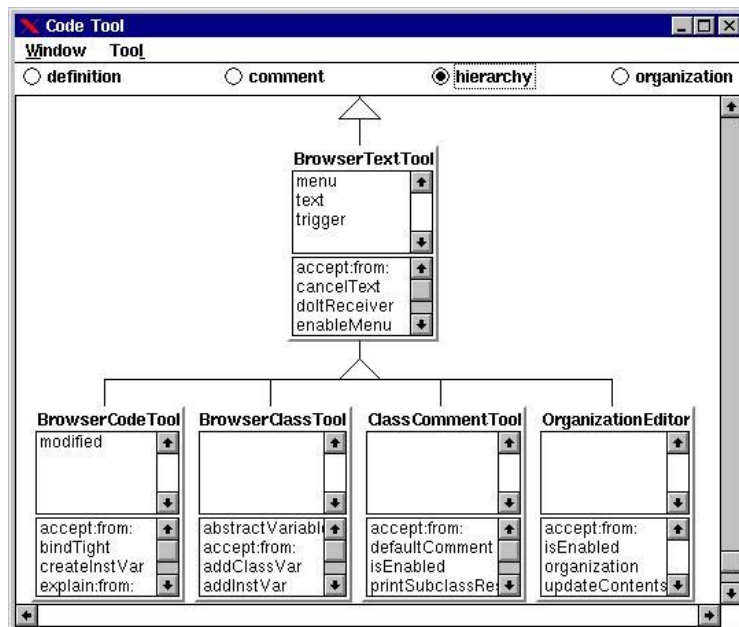 Code Tool
Window Tool
definition comment hierarchy organization
BrowserTextTool
menu
text
trigger
accept:from:
cancelText
doItReceiver
enableMenu
BrowserCodeTool
modified
accept:from:
bindTight
createInstVar
explain:from:
BrowserClassTool
abstractVariabl
accept:from:
addClassVar
addInstVar
ClassCommentTool
accept:from:
defaultComment
isEnabled
printSubclassRes
OrganizationEditor
accept:from:
isEnabled
organization
updateContents